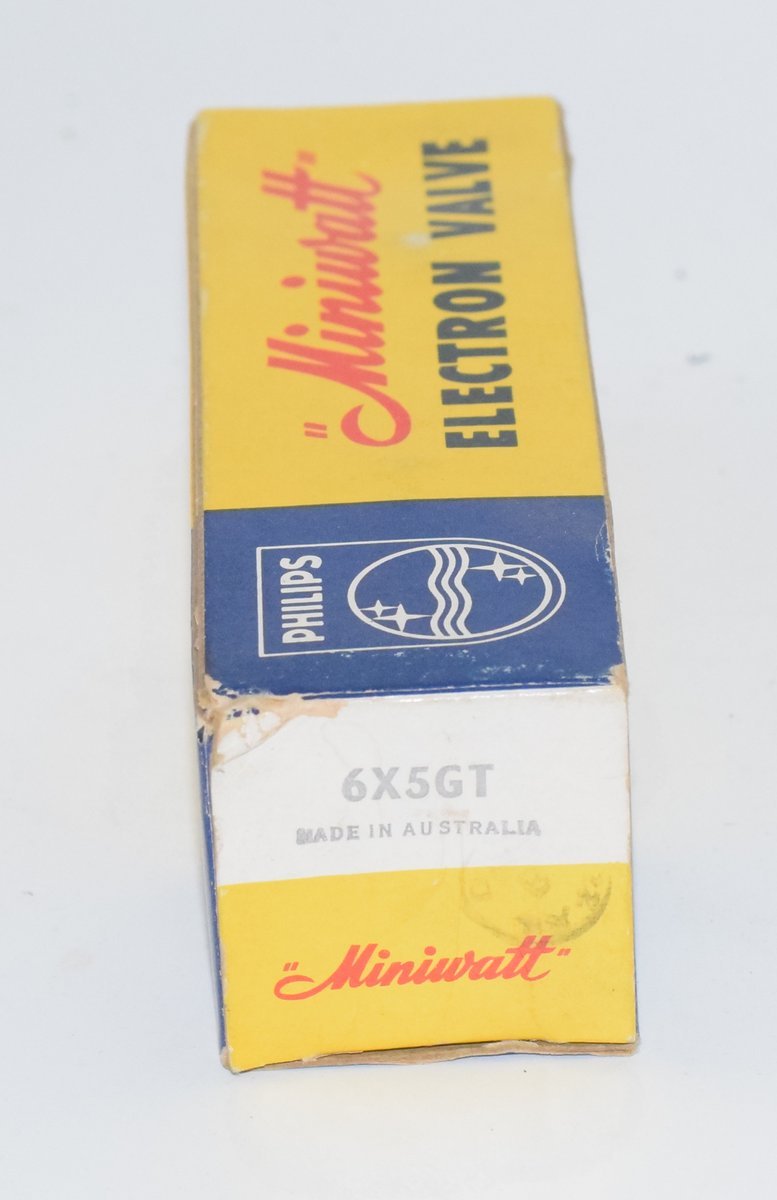 "Miniwatt"
ELECTRON VALVE
PHILIPS
6X5GT
MADE IN AUSTRALIA
"Miniwatt"